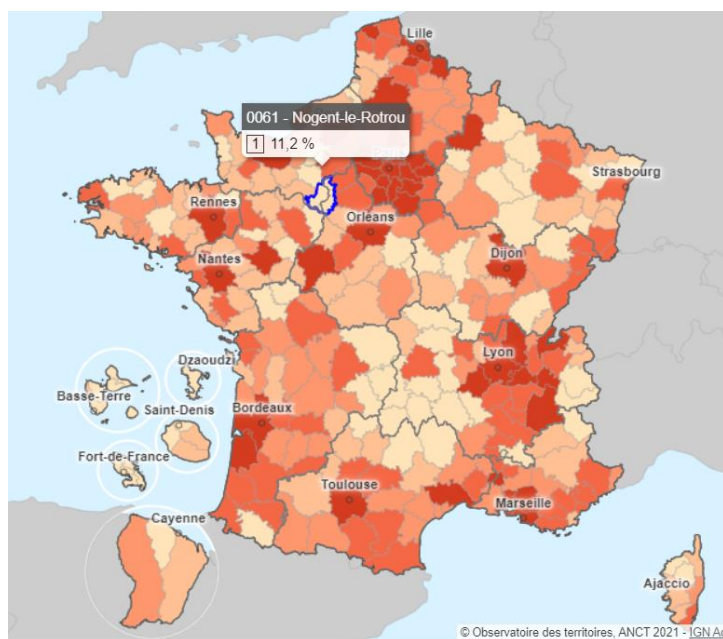 Lille
0061 - Nogent-le-Rotrou
1 11,2 %
Strasbourg
Rennes
Orléans
Nantes
Dijon
Lyon
Dzaoudzi
Basse-Terre
Saint-Denis
Bordeaux
Fort-de-France
Toulouse
Marseille
Cayenne
Ajaccio
© Observatoire des territoires, ANCT 2021 - IGN A